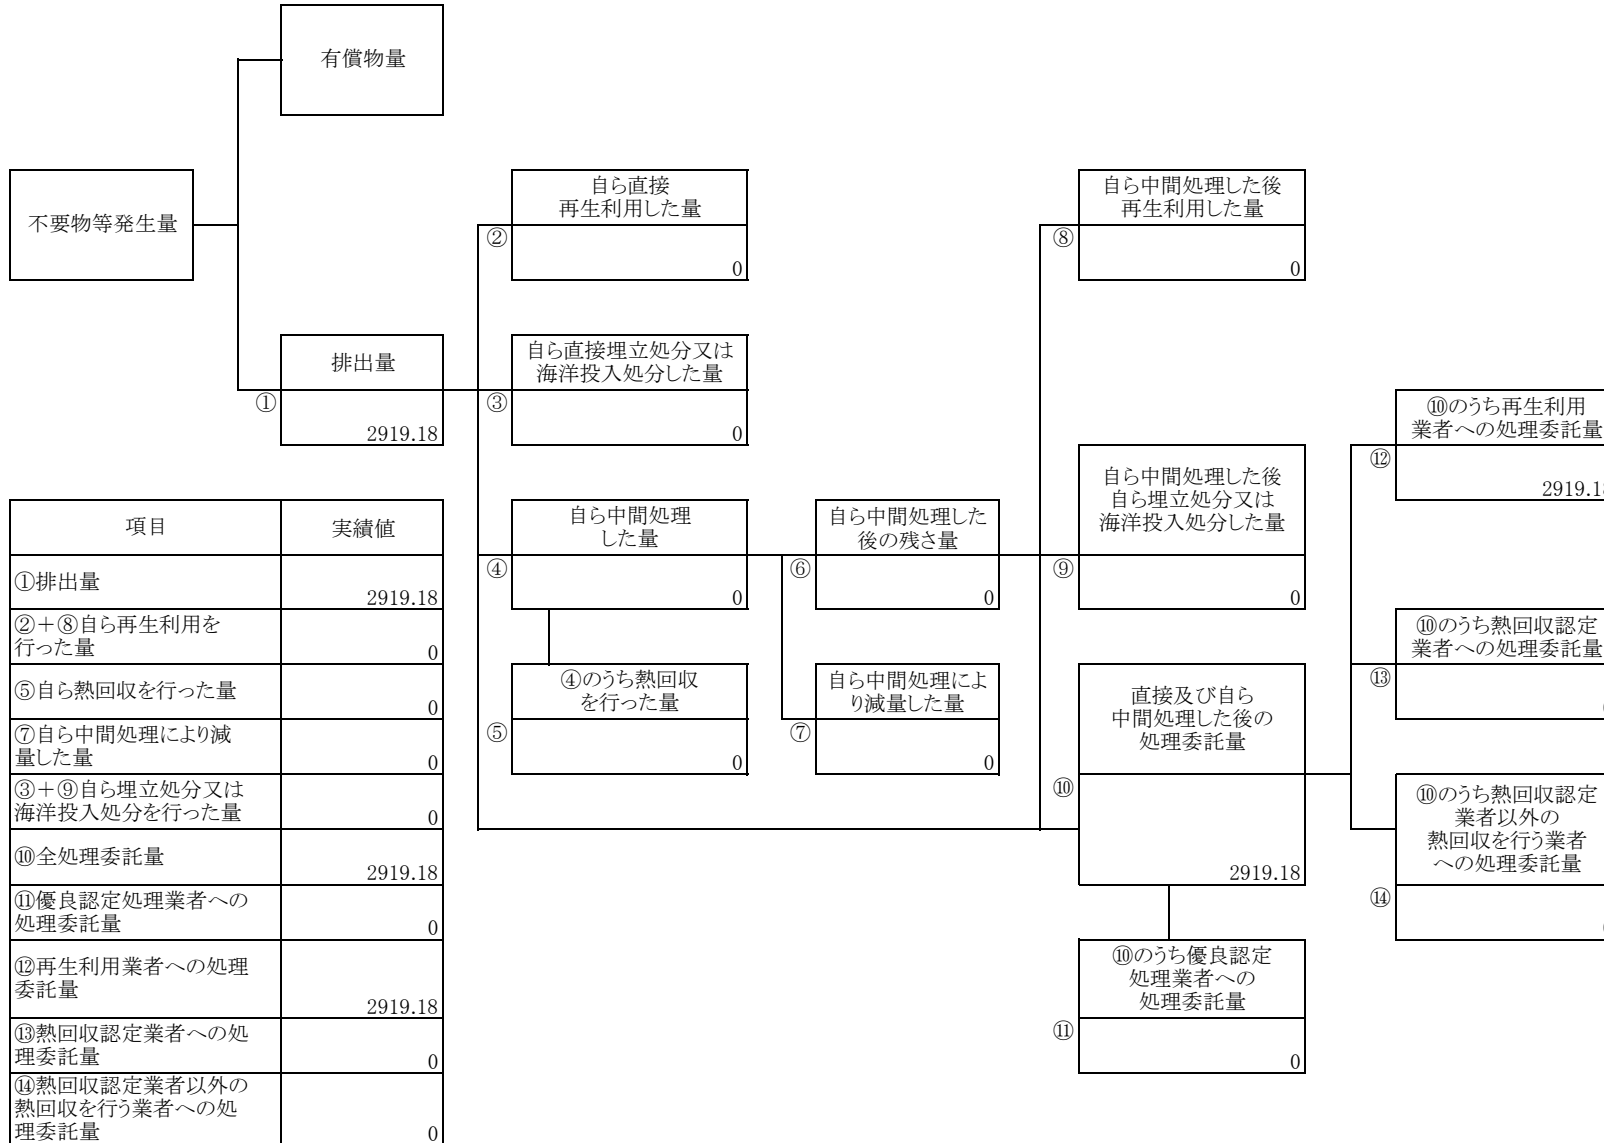 有償物量
不要物等発生量
自ら直接
再生利用した量
②
0
自ら中間処理した後
再生利用した量
⑧
0
排出量
①
2919.18
自ら直接埋立処分又は
海洋投入処分した量
③
0
⑩のうち再生利用
業者への処理委託量
⑫
自ら中間処理
した量
④
0
自ら中間処理した
後の残さ量
⑥
0
自ら中間処理した後
自ら埋立処分又は
海洋投入処分した量
⑨
0
④のうち熱回収
を行った量
⑤
0
自ら中間処理によ
り減量した量
⑦
0
直接及び自ら
中間処理した後の
処理委託量
⑩
2919.18
⑩のうち熱回収認定
業者への処理委託量
⑬
⑩のうち熱回収認定
業者以外の
熱回収を行う業者
への処理委託量
⑭
⑩のうち優良認定
処理業者への
処理委託量
⑪
0
項目 実績値
①排出量
2919.18
②＋⑧自ら再生利用を
行った量
0
⑤自ら熱回収を行った量
0
⑦自ら中間処理により減
量した量
0
③＋⑨自ら埋立処分又は
海洋投入処分を行った量
0
⑩全処理委託量
2919.18
⑪優良認定処理業者への
処理委託量
0
⑫再生利用業者への処理
委託量
2919.18
⑬熱回収認定業者への処
理委託量
0
⑭熱回収認定業者以外の
熱回収を行う業者への処
理委託量
0